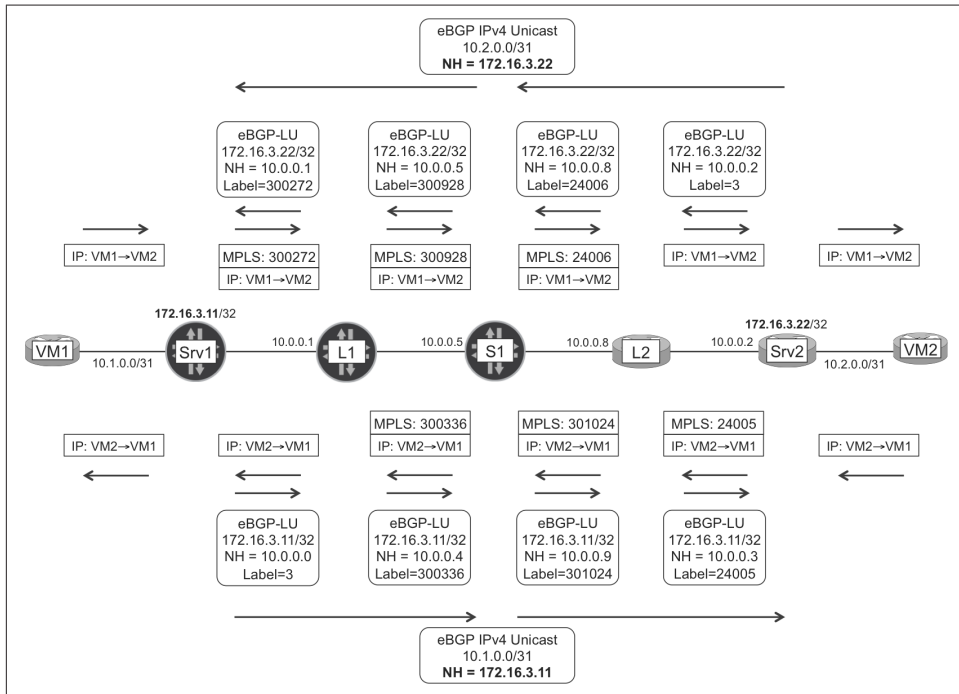 eBGP IPv4 Unicast
10.2.0.0/31
NH = 172.16.3.22
eBGP-LU
172.16.3.22/32
NH = 10.0.0.1
Label=300272
eBGP-LU
172.16.3.22/32
NH = 10.0.0.5
Label=300928
eBGP-LU
172.16.3.22/32
NH = 10.0.0.8
Label=24006
eBGP-LU
172.16.3.22/32
NH = 10.0.0.2
Label=3
IP: VM1→VM2
MPLS: 300272
IP: VM1→VM2
MPLS: 300928
IP: VM1→VM2
MPLS: 24006
IP: VM1→VM2
IP: VM1→VM2
IP: VM1→VM2
172.16.3.11/32
172.16.3.22/32
VM1
10.1.0.0/31
Srv1
10.0.0.1
L1
10.0.0.5
S1
10.0.0.8
L2
10.0.0.2
Srv2
10.2.0.0/31
VM2
IP: VM2→VM1
IP: VM2→VM1
MPLS: 300336
IP: VM2→VM1
MPLS: 301024
IP: VM2→VM1
MPLS: 24005
IP: VM2→VM1
IP: VM2→VM1
eBGP-LU
172.16.3.11/32
NH = 10.0.0.0
Label=3
eBGP-LU
172.16.3.11/32
NH = 10.0.0.4
Label=300336
eBGP-LU
172.16.3.11/32
NH = 10.0.0.9
Label=301024
eBGP-LU
172.16.3.11/32
NH = 10.0.0.3
Label=24005
eBGP IPv4 Unicast
10.1.0.0/31
NH = 172.16.3.11